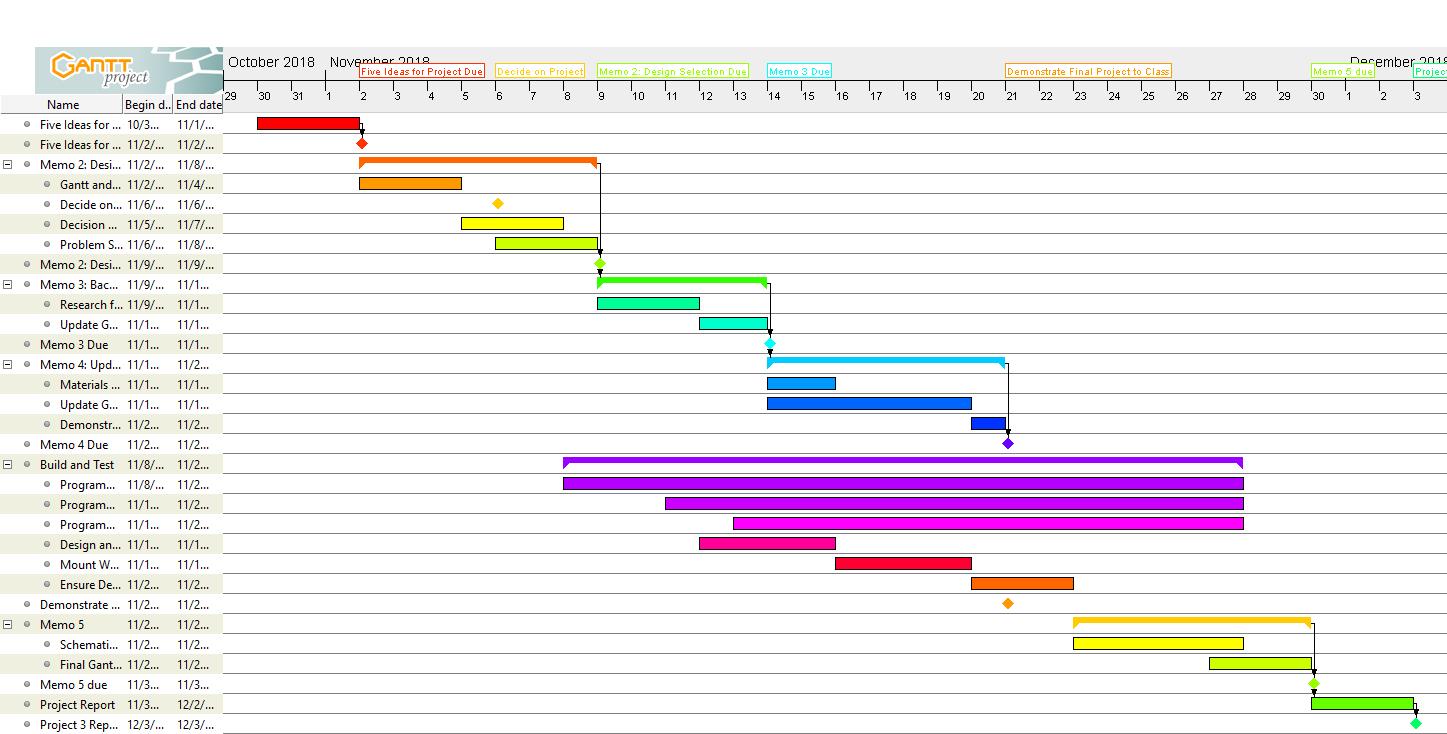 GANTT
project
October 2018 November 2018 December 2018
Five Ideas for Project Due Decide on Project Memo 2: Design Selection Due Memo 3 Due Demonstrate Final Project to Class Memo 5 due Project
29 30 31 1 2 3 4 5 6 7 8 9 10 11 12 13 14 15 16 17 18 19 20 21 22 23 24 25 26 27 28 29 30 1 2 3
Name Begin d.. End date
Five Ideas for ... 10/3... 11/1/...
Five Ideas for ... 11/2/... 11/2/...
Memo 2: Desi... 11/2/... 11/8/...
Gantt and... 11/2/... 11/4/...
Decide on... 11/6/... 11/6/...
Decision ... 11/5/... 11/7/...
Problem S... 11/6/... 11/8/...
Memo 2: Desi... 11/9/... 11/9/...
Memo 3: Bac... 11/9/... 11/1...
Research f... 11/9/... 11/1...
Update G... 11/1... 11/1...
Memo 3 Due 11/1... 11/1...
Memo 4: Upd... 11/1... 11/2...
Materials ... 11/1... 11/1...
Update G... 11/1... 11/1...
Demonstr... 11/2... 11/2...
Memo 4 Due 11/2... 11/2...
Build and Test 11/8/... 11/2...
Program... 11/8/... 11/2...
Program... 11/1... 11/2...
Program... 11/1... 11/2...
Design an... 11/1... 11/1...
Mount W... 11/1... 11/1...
Ensure De... 11/2... 11/2...
Demonstrate ... 11/2... 11/2...
Memo 5 11/2... 11/2...
Schemati... 11/2... 11/2...
Final Gant... 11/2... 11/2...
Memo 5 due 11/3... 11/3...
Project Report 11/3... 12/2/...
Project 3 Rep... 12/3/... 12/3/...